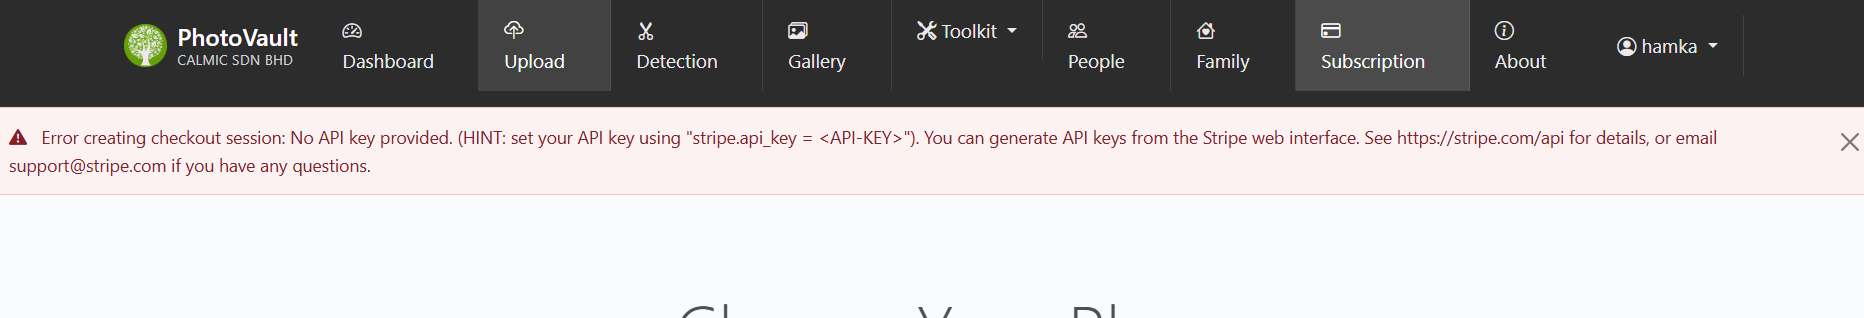 PhotoVault
CALMIC SDN BHD
Dashboard
Upload
Detection
Gallery
Toolkit
People
Family
Subscription
About
hamka
Error creating checkout session: No API key provided. (HINT: set your API key using "stripe.api_key = <API-KEY>"). You can generate API keys from the Stripe web interface. See https://stripe.com/api for details, or email
support@stripe.com if you have any questions.